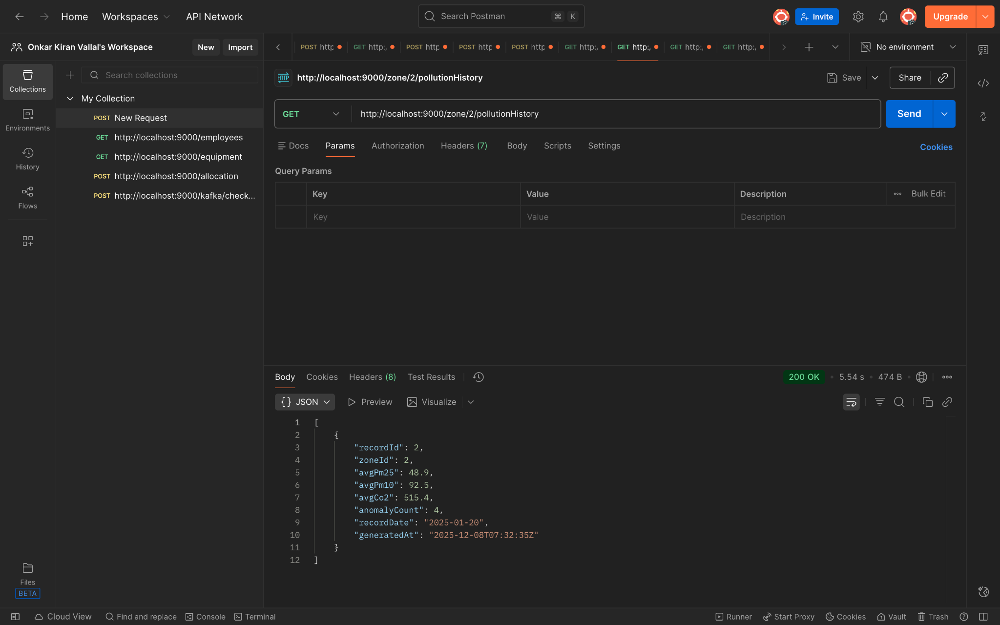 Home Workspaces API Network Search Postman ⌘ K Invite Upgrade
Onkar Kiran Vallal's Workspace New Import
POST http GET http:/ POST http POST http POST http GET http:/ GET http:/ GET http:/ GET http:/ No environment
Collections
Environments
History
Flows
Files
BETA
Search collections
My Collection
POST New Request
GET http://localhost:9000/employees
GET http://localhost:9000/equipment
POST http://localhost:9000/allocation
POST http://localhost:9000/kafka/check...
HTTP http://localhost:9000/zone/2/pollutionHistory Save Share
GET http://localhost:9000/zone/2/pollutionHistory Send
Docs Params Authorization Headers (7) Body Scripts Settings Cookies
Query Params
Key Value Description Bulk Edit
Key Value Description
Body Cookies Headers (8) Test Results 200 OK • 5.54 s • 474 B
{} JSON Preview Visualize
1 [
2 {
3 "recordId": 2,
4 "zoneId": 2,
5 "avgPm25": 48.9,
6 "avgPm10": 92.5,
7 "avgCo2": 515.4,
8 "anomalyCount": 4,
9 "recordDate": "2025-01-20",
10 "generatedAt": "2025-12-08T07:32:35Z"
11 }
12 ]
Cloud View Find and replace Console Terminal Runner Start Proxy Cookies Vault Trash